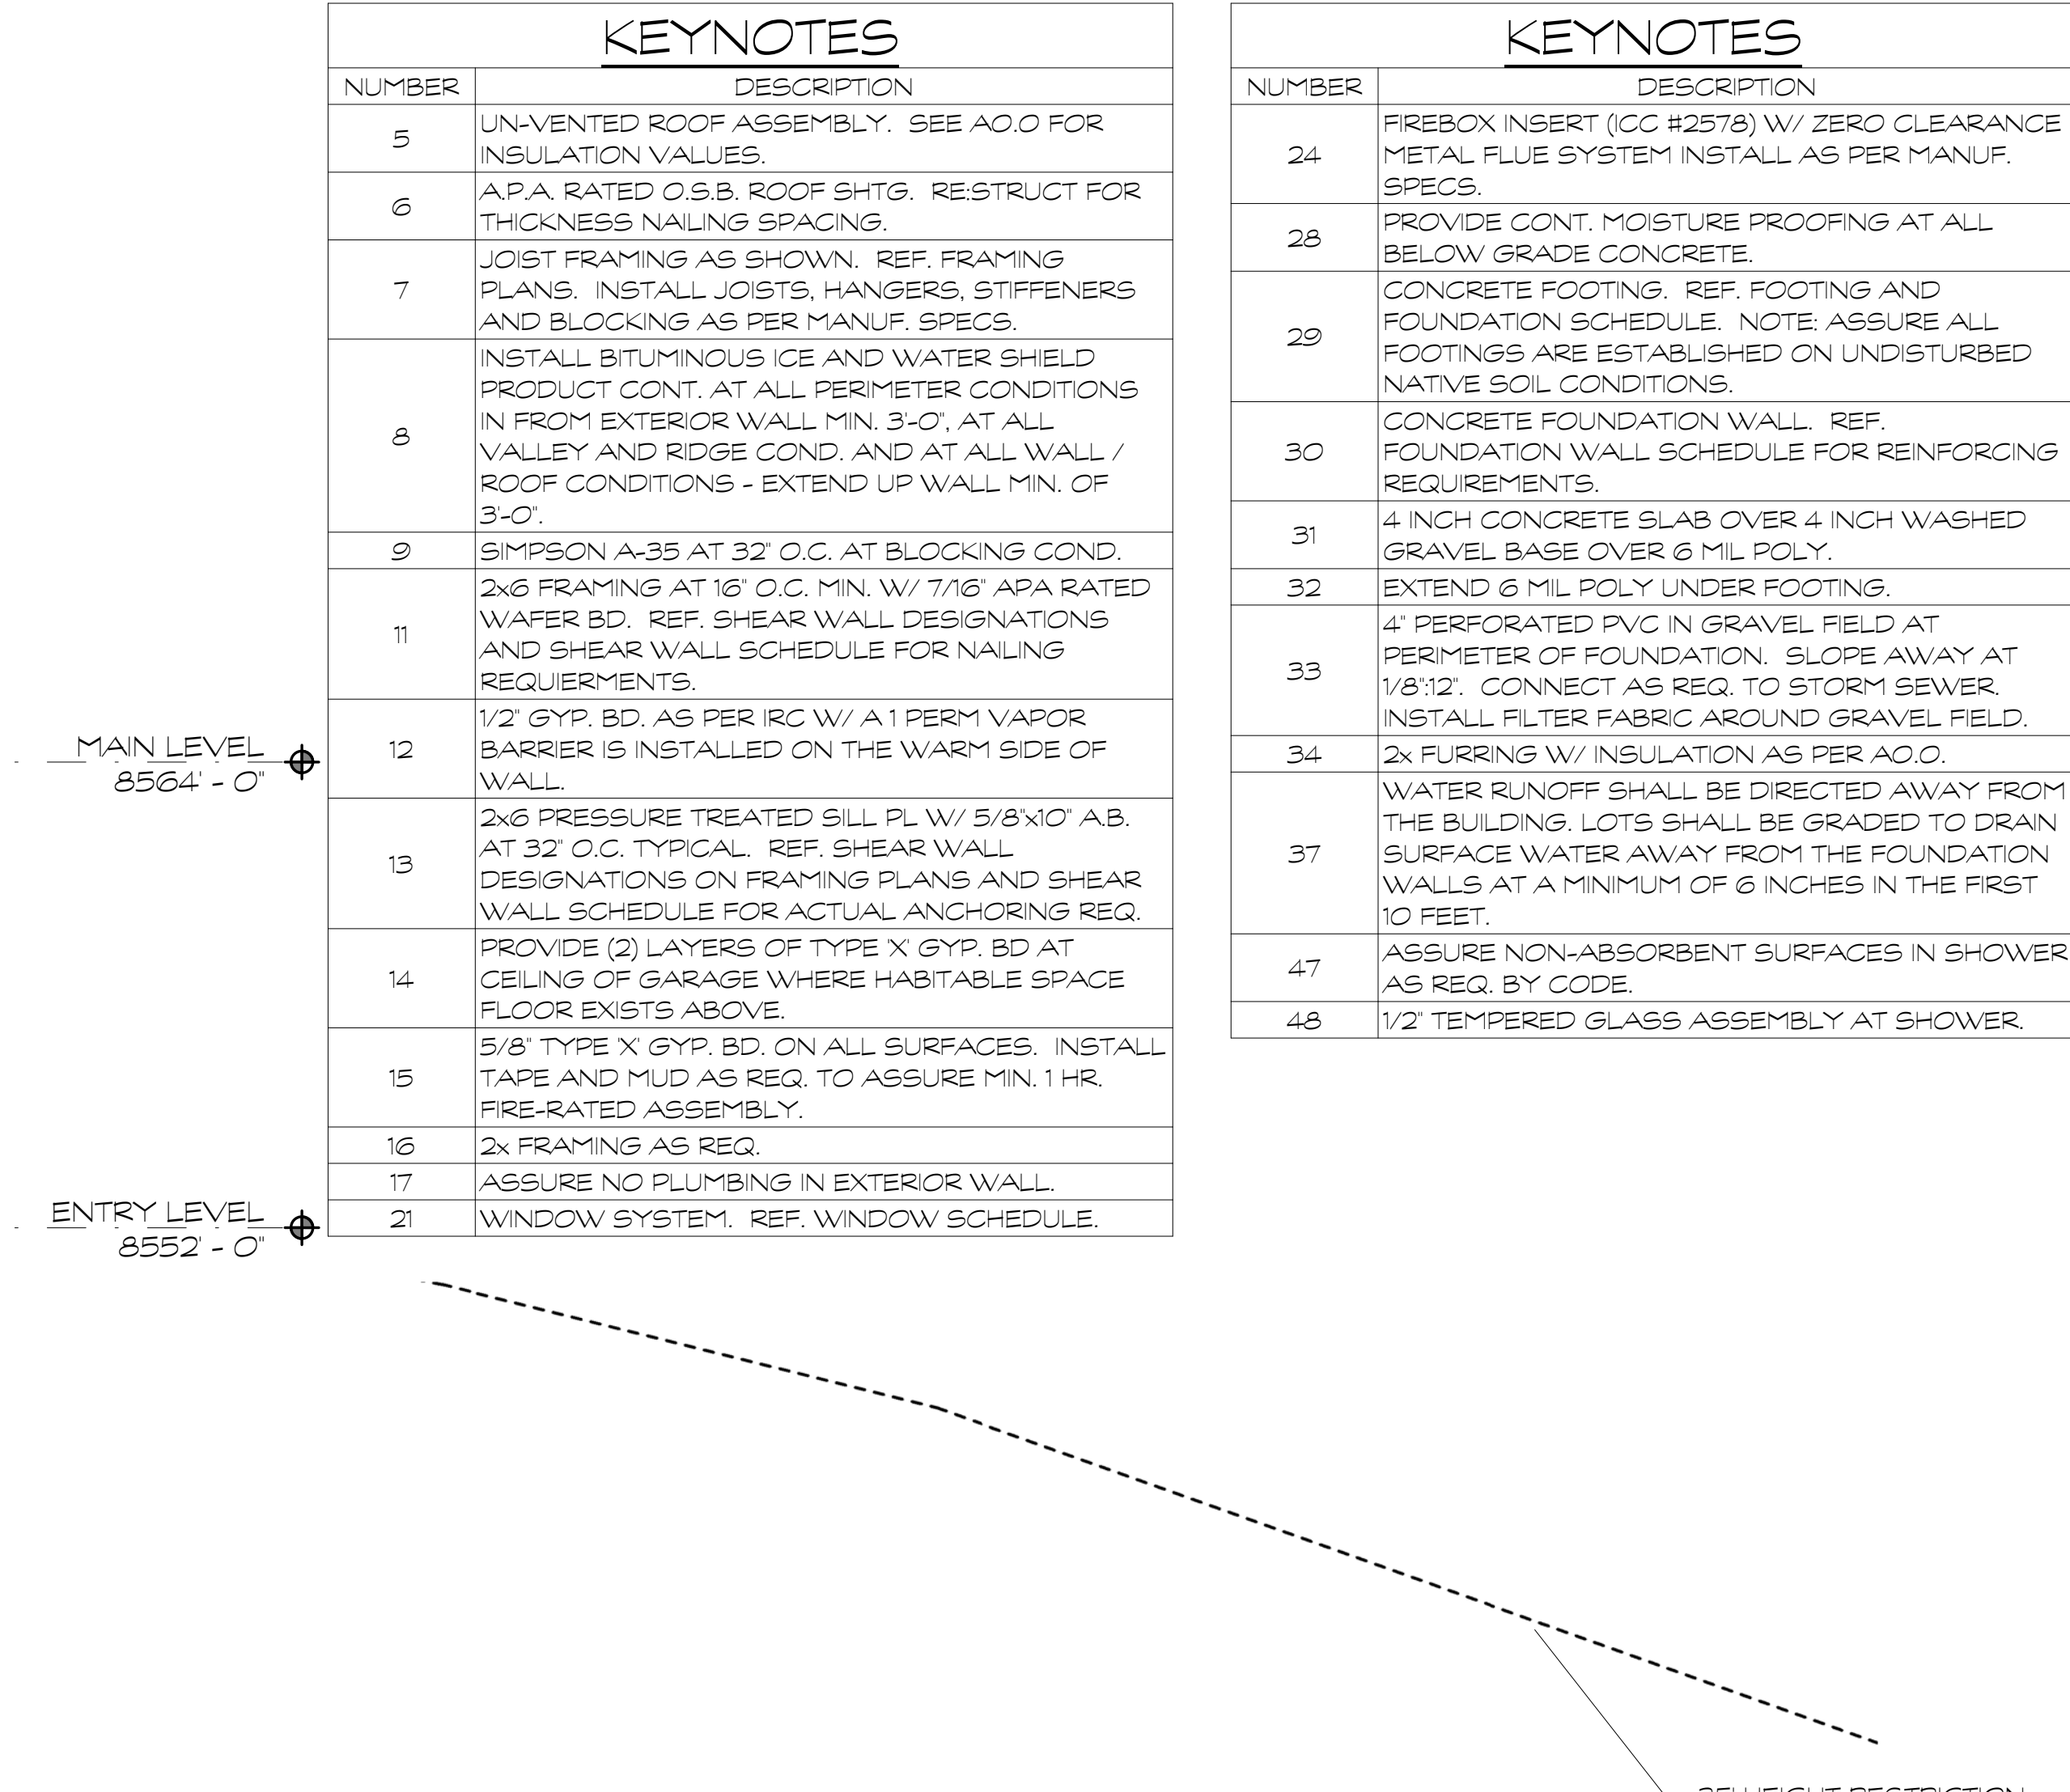 KEYNOTES
NUMBER DESCRIPTION
5 UN-VENTED ROOF ASSEMBLY. SEE A0.0 FOR
INSULATION VALUES.
6 A.P.A. RATED O.S.B. ROOF SHTG. RE:STRUCT FOR
THICKNESS NAILING SPACING.
7 JOIST FRAMING AS SHOWN. REF. FRAMING
PLANS. INSTALL JOISTS, HANGERS, STIFFENERS
AND BLOCKING AS PER MANUF. SPECS.
8 INSTALL BITUMINOUS ICE AND WATER SHIELD
PRODUCT CONT. AT ALL PERIMETER CONDITIONS
IN FROM EXTERIOR WALL MIN. 3'-0", AT ALL
VALLEY AND RIDGE COND. AND AT ALL WALL /
ROOF CONDITIONS - EXTEND UP WALL MIN. OF
3'-0".
9 SIMPSON A-35 AT 32" O.C. AT BLOCKING COND.
11 2x6 FRAMING AT 16" O.C. MIN. W/ 7/16" APA RATED
WAFER BD. REF. SHEAR WALL DESIGNATIONS
AND SHEAR WALL SCHEDULE FOR NAILING
REQUIERMENTS.
12 1/2" GYP. BD. AS PER IRC W/ A 1 PERM VAPOR
BARRIER IS INSTALLED ON THE WARM SIDE OF
WALL.
13 2x6 PRESSURE TREATED SILL PL W/ 5/8"x10" A.B.
AT 32" O.C. TYPICAL. REF. SHEAR WALL
DESIGNATIONS ON FRAMING PLANS AND SHEAR
WALL SCHEDULE FOR ACTUAL ANCHORING REQ.
14 PROVIDE (2) LAYERS OF TYPE 'X' GYP. BD AT
CEILING OF GARAGE WHERE HABITABLE SPACE
FLOOR EXISTS ABOVE.
15 5/8" TYPE 'X' GYP. BD. ON ALL SURFACES. INSTALL
TAPE AND MUD AS REQ. TO ASSURE MIN. 1 HR.
FIRE-RATED ASSEMBLY.
16 2x FRAMING AS REQ.
17 ASSURE NO PLUMBING IN EXTERIOR WALL.
21 WINDOW SYSTEM. REF. WINDOW SCHEDULE.
KEYNOTES
NUMBER DESCRIPTION
24 FIREBOX INSERT (ICC #2578) W/ ZERO CLEARANCE
METAL FLUE SYSTEM INSTALL AS PER MANUF.
SPECS.
28 PROVIDE CONT. MOISTURE PROOFING AT ALL
BELOW GRADE CONCRETE.
29 CONCRETE FOOTING. REF. FOOTING AND
FOUNDATION SCHEDULE. NOTE: ASSURE ALL
FOOTINGS ARE ESTABLISHED ON UNDISTURBED
NATIVE SOIL CONDITIONS.
30 CONCRETE FOUNDATION WALL. REF.
FOUNDATION WALL SCHEDULE FOR REINFORCING
REQUIREMENTS.
31 4 INCH CONCRETE SLAB OVER 4 INCH WASHED
GRAVEL BASE OVER 6 MIL POLY.
32 EXTEND 6 MIL POLY UNDER FOOTING.
33 4" PERFORATED PVC IN GRAVEL FIELD AT
PERIMETER OF FOUNDATION. SLOPE AWAY AT
1/8":12". CONNECT AS REQ. TO STORM SEWER.
INSTALL FILTER FABRIC AROUND GRAVEL FIELD.
34 2x FURRING W/ INSULATION AS PER A0.0.
37 WATER RUNOFF SHALL BE DIRECTED AWAY FROM
THE BUILDING. LOTS SHALL BE GRADED TO DRAIN
SURFACE WATER AWAY FROM THE FOUNDATION
WALLS AT A MINIMUM OF 6 INCHES IN THE FIRST
10 FEET.
47 ASSURE NON-ABSORBENT SURFACES IN SHOWER
AS REQ. BY CODE.
48 1/2" TEMPERED GLASS ASSEMBLY AT SHOWER.
MAIN LEVEL
8564' - 0"
ENTRY LEVEL
8552' - 0"
HEIGHT RESTRICTION